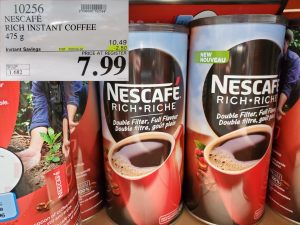 10256
NESCAFÉ
RICH INSTANT COFFEE
475 g
10.49
Instant Savings
2.50
PRICE AT REGISTER
7.99
1.682
NESCAFÉ
RICH • RICHE
Double Filter, Full Flavour
Double filtre, goût plein
NEW
NOUVEAU
NESCAFÉ
RICH • RICHE
Double Filter, Full Flavour
Double filtre, goût plein